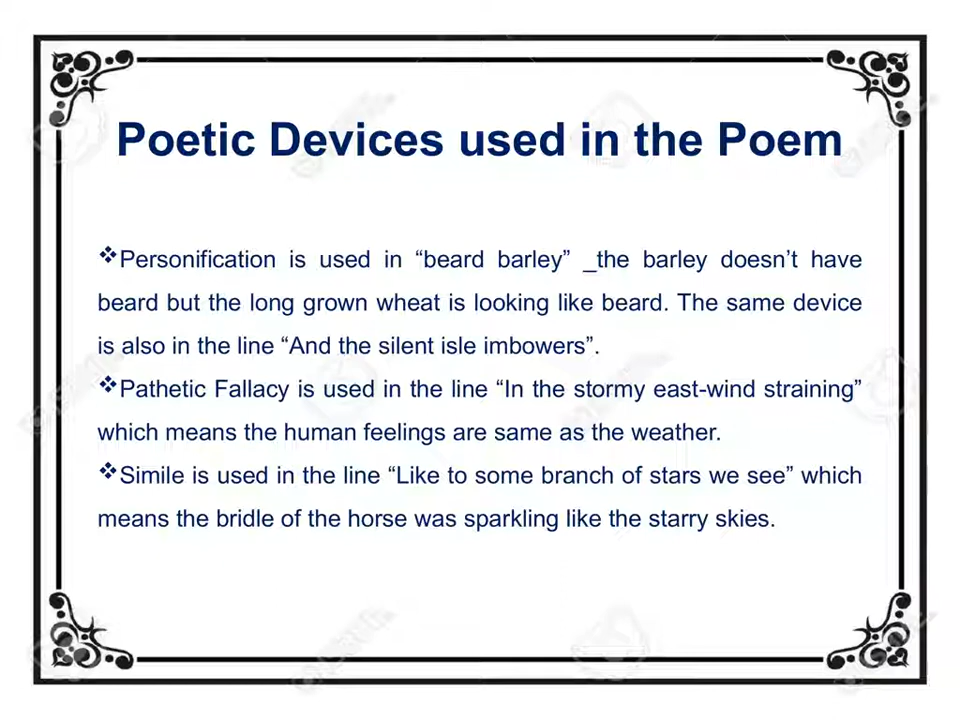 Poetic Devices used in the Poem
❖Personification is used in “beard barley” _the barley doesn’t have
beard but the long grown wheat is looking like beard. The same device
is also in the line “And the silent isle imbowers”.
❖Pathetic Fallacy is used in the line “In the stormy east-wind straining”
which means the human feelings are same as the weather.
❖Simile is used in the line “Like to some branch of stars we see” which
means the bridle of the horse was sparkling like the starry skies.